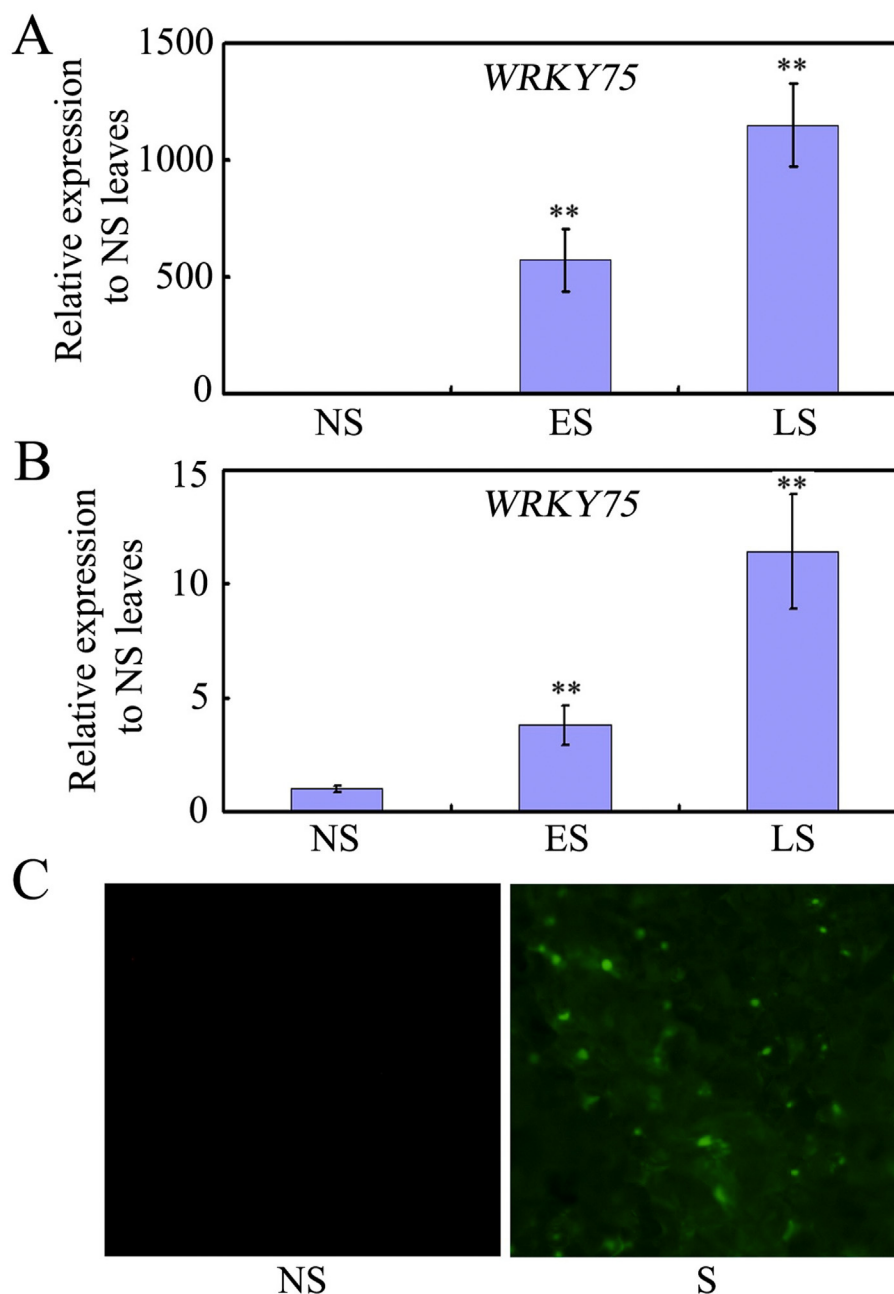 A
1500
1000
500
0
Relative expression
to NS leaves
WRKY75
**
**
NS ES LS
B
15
10
5
0
Relative expression
to NS leaves
WRKY75
**
**
NS ES LS
C
NS S